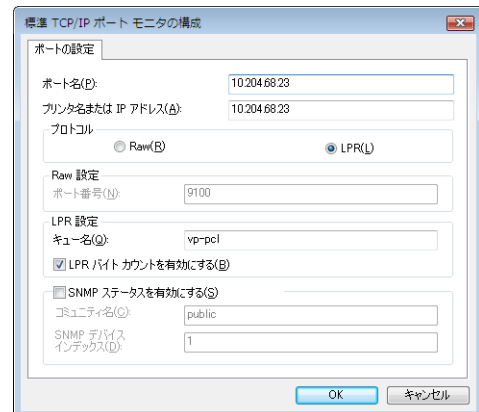 標準 TCP/IP ポート モニタの構成
ポートの設定
ポート名(P): 10.204.68.23
プリンタ名または IP アドレス(A): 10.204.68.23
プロトコル
Raw(R) LPR(L)
Raw 設定
ポート番号(N): 9100
LPR 設定
キュー名(Q): vp-pcl
LPR バイト カウントを有効にする(B)
SNMP ステータスを有効にする(S)
コミュニティ名(C): public
SNMP デバイス
インデックス(D): 1
OK キャンセル